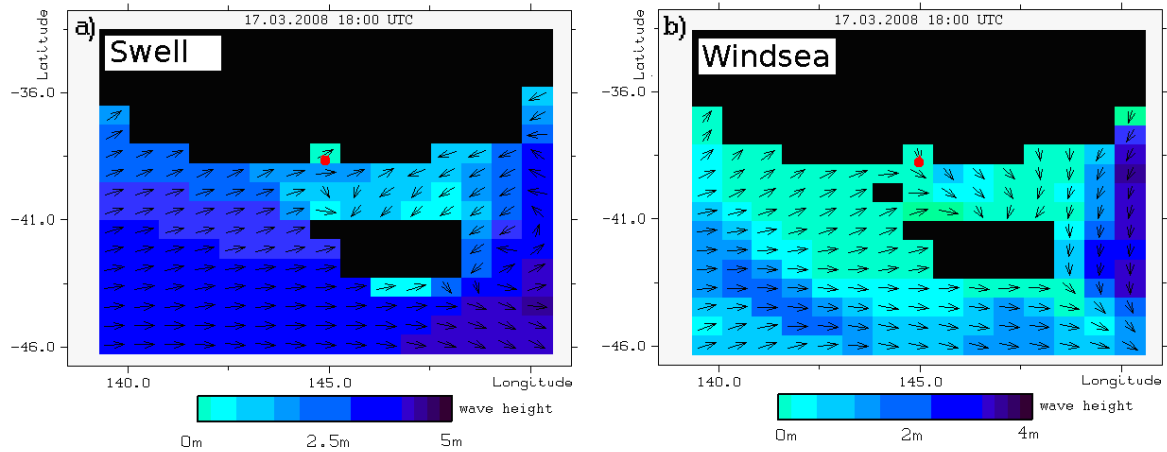 a)
17.03.2008 18:00 UTC
Swell
Latitude
-36.0
-41.0
-46.0
140.0
145.0
Longitude
wave height
0m
2.5m
5m
b)
17.03.2008 18:00 UTC
Windsea
Latitude
-36.0
-41.0
-46.0
140.0
145.0
Longitude
wave height
0m
2m
4m